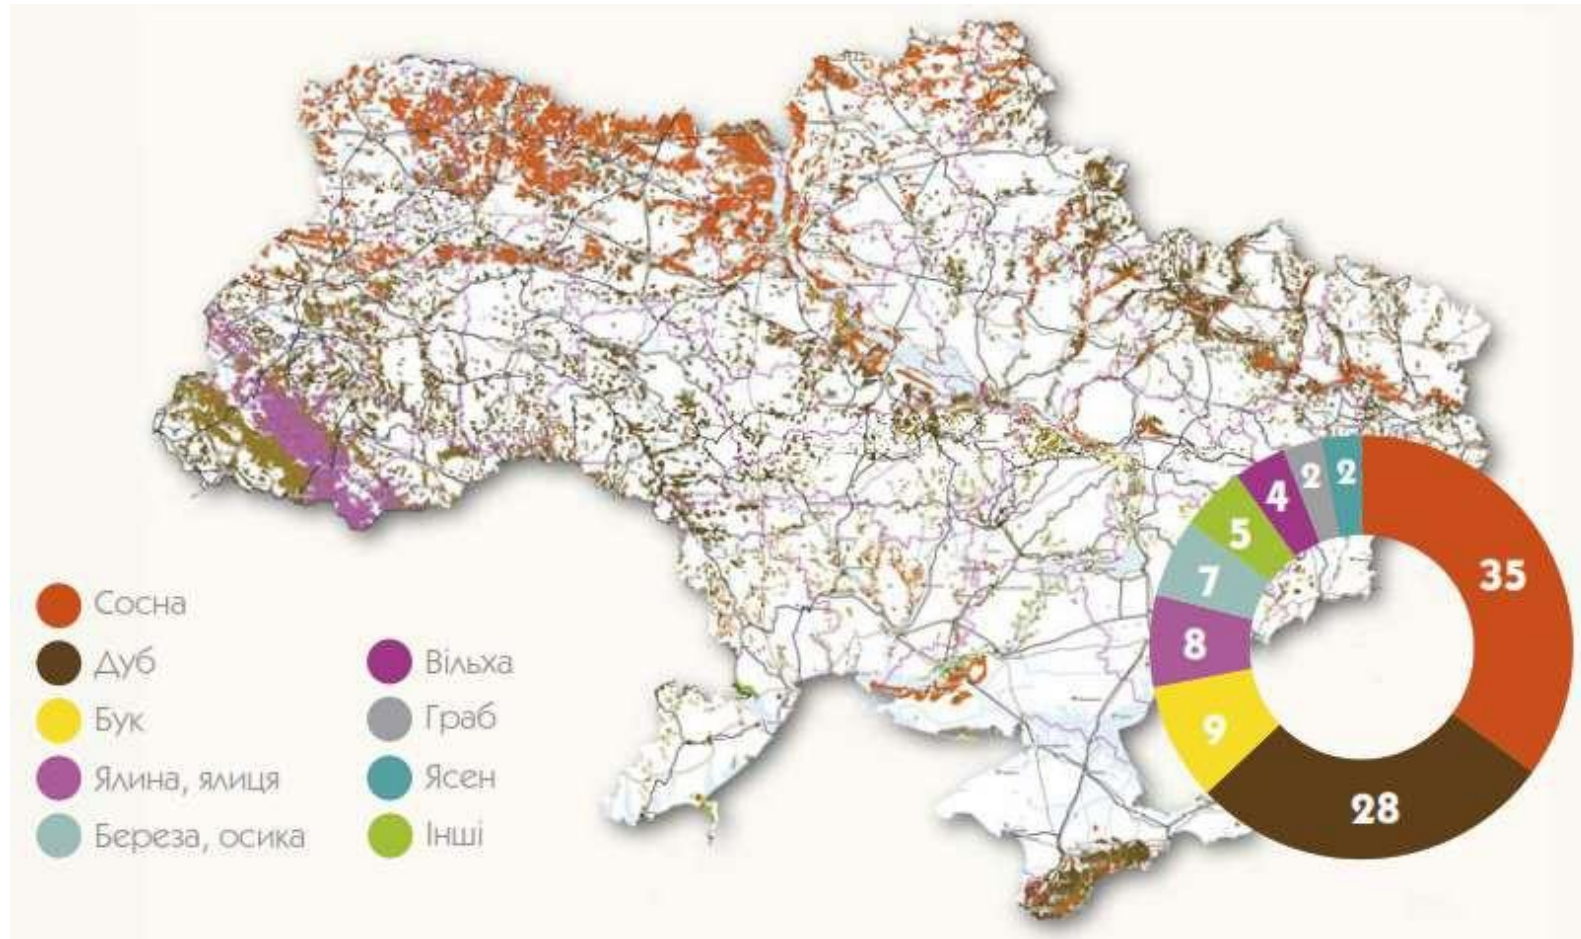 Сосна
Дуб
Бук
Ялина, ялиця
Береза, осика
Вільха
Граб
Ясен
Інші
35
28
9
8
7
5
4
2
2